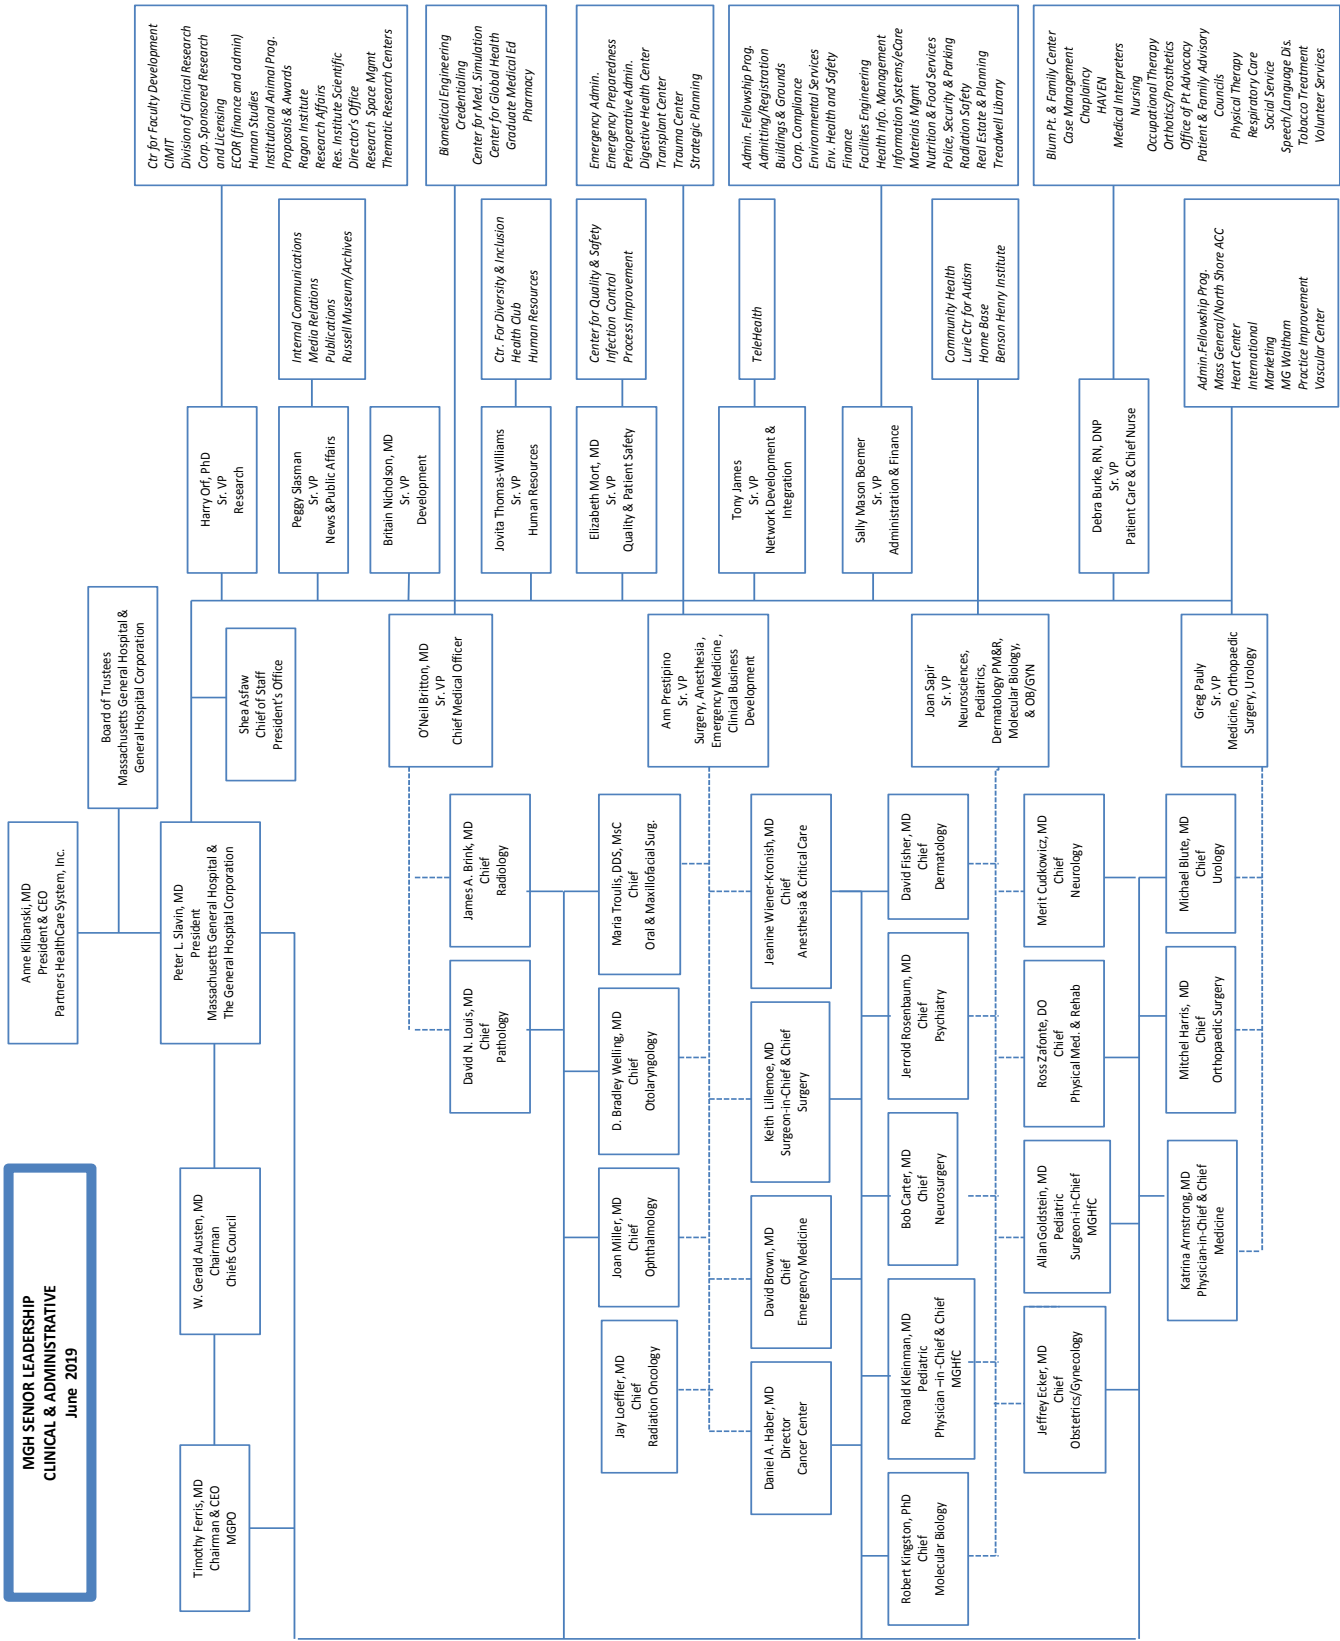 MGH SENIOR LEADERSHIP
CLINICAL & ADMINISTRATIVE
June 2019
Anne Klibanski, MD
President & CEO
Partners HealthCare System, Inc.
Board of Trustees
Massachusetts General Hospital &
General Hospital Corporation
Timothy Ferris, MD
Chairman & CEO
MGPO
W. Gerald Austen, MD
Chairman
Chiefs Council
Peter L. Slavin, MD
President
Massachusetts General Hospital &
The General Hospital Corporation
Shea Asfaw
Chief of Staff
President's Office
Harry Orf, PhD
Sr. VP
Research
Ctr for Faculty Development
CIMIT
Division of Clinical Research
Corp. Sponsored Research
and Licensing
ECOR (finance and admin)
Human Studies
Institutional Animal Prog.
Proposals & Awards
Ragon Institute
Research Affairs
Res. Institute Scientific
Director's Office
Research Space Mgmt
Thematic Research Centers
Peggy Slasman
Sr. VP
News &Public Affairs
Internal Communications
Media Relations
Publications
Russell Museum/Archives
Britain Nicholson, MD
Sr. VP
Development
O'Neil Britton, MD
Sr. VP
Chief Medical Officer
Biomedical Engineering
Credentialing
Center for Med. Simulation
Center for Global Health
Graduate Medical Ed
Pharmacy
Jovita Thomas-Williams
Sr. VP
Human Resources
Ctr. For Diversity & Inclusion
Health Club
Human Resources
David N. Louis, MD
Chief
Pathology
James A. Brink, MD
Chief
Radiology
Elizabeth Mort, MD
Sr. VP
Quality & Patient Safety
Center for Quality & Safety
Infection Control
Process Improvement
Ann Prestipino
Sr. VP
Surgery, Anesthesia,
Emergency Medicine ,
Clinical Business
Development
Emergency Admin.
Emergency Preparedness
Perioperative Admin.
Digestive Health Center
Transplant Center
Trauma Center
Strategic Planning
Jay Loeffler, MD
Chief
Radiation Oncology
Joan Miller, MD
Chief
Ophthalmology
D. Bradley Welling, MD
Chief
Otolaryngology
Maria Troulis, DDS, MsC
Chief
Oral & Maxillofacial Surg.
Daniel A. Haber, MD
Director
Cancer Center
David Brown, MD
Chief
Emergency Medicine
Keith Lillemoe, MD
Surgeon-in-Chief & Chief
Surgery
Jeanine Wiener-Kronish, MD
Chief
Anesthesia & Critical Care
Tony James
Sr. VP
Network Development &
Integration
TeleHealth
Sally Mason Boemer
Sr. VP
Administration & Finance
Admin. Fellowship Prog.
Admitting/Registration
Buildings & Grounds
Corp. Compliance
Environmental Services
Env. Health and Safety
Finance
Facilities Engineering
Health Info. Management
Information Systems/eCare
Materials Mgmt
Nutrition & Food Services
Police, Security & Parking
Radiation Safety
Real Estate & Planning
Treadwell Library
Joan Sapir
Sr. VP
Neurosciences,
Pediatrics,
Dermatology PM&R,
Molecular Biology,
& OB/GYN
Community Health
Lurie Ctr for Autism
Home Base
Benson Henry Institute
Robert Kingston, PhD
Chief
Molecular Biology
Ronald Kleinman, MD
Pediatric
Physician –in -Chief & Chief
MGHfC
Bob Carter, MD
Chief
Neurosurgery
Jerrold Rosenbaum, MD
Chief
Psychiatry
David Fisher, MD
Chief
Dermatology
Jeffrey Ecker, MD
Chief
Obstetrics/Gynecology
Allan Goldstein, MD
Pediatric
Surgeon-in-Chief
MGHfC
Ross Zafonte, DO
Chief
Physical Med. & Rehab
Merit Cudkowicz, MD
Chief
Neurology
Debra Burke, RN, DNP
Sr. VP
Patient Care & Chief Nurse
Blum Pt. & Family Center
Case Management
Chaplaincy
HAVEN
Medical Interpreters
Nursing
Occupational Therapy
Orthotics/Prosthetics
Office of Pt Advocacy
Patient & Family Advisory
Councils
Physical Therapy
Respiratory Care
Social Service
Speech/Language Dis.
Tobacco Treatment
Volunteer Services
Greg Pauly
Sr. VP
Medicine, Orthopaedic
Surgery, Urology
Admin.Fellowship Prog.
Mass General/North Shore ACC
Heart Center
International
Marketing
MG Waltham
Practice Improvement
Vascular Center
Katrina Armstrong, MD
Physician-in-Chief & Chief
Medicine
Mitchel Harris, MD
Chief
Orthopaedic Surgery
Michael Blute, MD
Chief
Urology